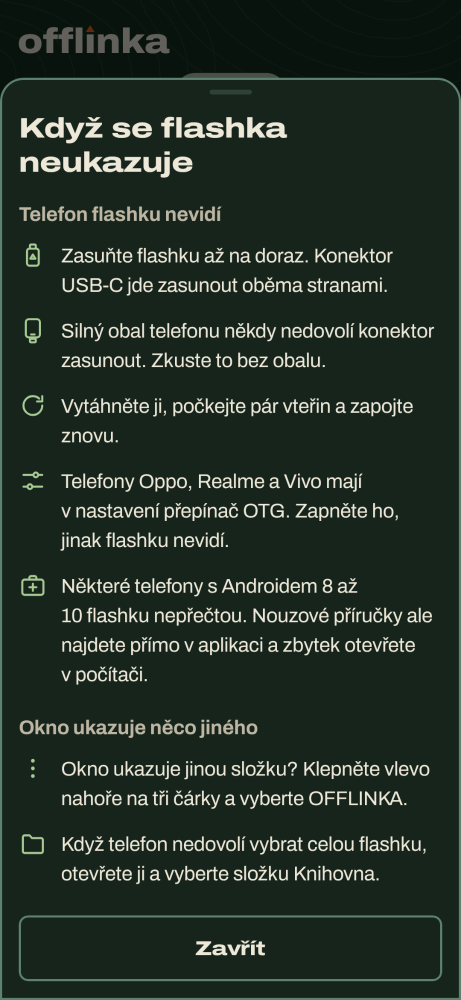 offlinka
Když se flashka
neukazuje
Telefon flashku nevidí
Zasuňte flashku až na doraz. Konektor
USB-C jde zasunout oběma stranami.
Silný obal telefonu někdy nedovolí konektor
zasunout. Zkuste to bez obalu.
Vytáhněte ji, počkejte pár vteřin a zapojte
znovu.
Telefony Oppo, Realme a Vivo mají
v nastavení přepínač OTG. Zapněte ho,
jinak flashku nevidí.
Některé telefony s Androidem 8 až
10 flashku nepřečtou. Nouzové příručky ale
najdete přímo v aplikaci a zbytek otevřete
v počítači.
Okno ukazuje něco jiného
Okno ukazuje jinou složku? Klepněte vlevo
nahoře na tři čárky a vyberte OFFLINKA.
Když telefon nedovolí vybrat celou flashku,
otevřete ji a vyberte složku Knihovna.
Zavřít